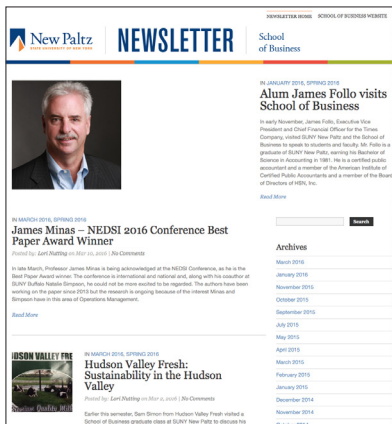 NEWSLETTER HOME   SCHOOL OF BUSINESS WEBSITE
New Paltz
STATE UNIVERSITY OF NEW YORK
NEWSLETTER
School
of Business
IN JANUARY 2016, SPRING 2016
Alum James Follo visits
School of Business
In early November, James Follo, Executive Vice
President and Chief Financial Officer for the Times
Company, visited SUNY New Paltz and the School of
Business to speak to students and faculty. Mr. Follo is a
graduate of SUNY New Paltz, earning his Bachelor of
Science in Accounting in 1981. He is a certified public
accountant and a member of the American Institute of
Certified Public Accountants and a member of the Board
of Directors of HSN, Inc.
Read More
IN MARCH 2016, SPRING 2016
James Minas – NEDSI 2016 Conference Best
Paper Award Winner
Posted by: Lori Nutting on Mar 10, 2016 | No Comments
In late March, Professor James Minas is being acknowledged at the NEDSI Conference, as he is the
Best Paper Award winner. The conference is international and national and, along with his coauthor at
SUNY Buffalo Natalie Simpson, he could not be more excited to be regarded. The authors have been
working on the paper since 2013 but the research is ongoing because of the interest Minas and
Simpson have in this area of Operations Management.
Read More
Search
Archives
March 2016
January 2016
November 2015
October 2015
September 2015
July 2015
May 2015
April 2015
March 2015
February 2015
January 2015
December 2014
November 2014
HUDSON VALLEY FRE
IN MARCH 2016, SPRING 2016
Hudson Valley Fresh:
Sustainability in the Hudson
Valley
Posted by: Lori Nutting on Mar 2, 2016 | No Comments
Earlier this semester, Sam Simon from Hudson Valley Fresh visited a
School of Business graduate class at SUNY New Paltz to discuss his